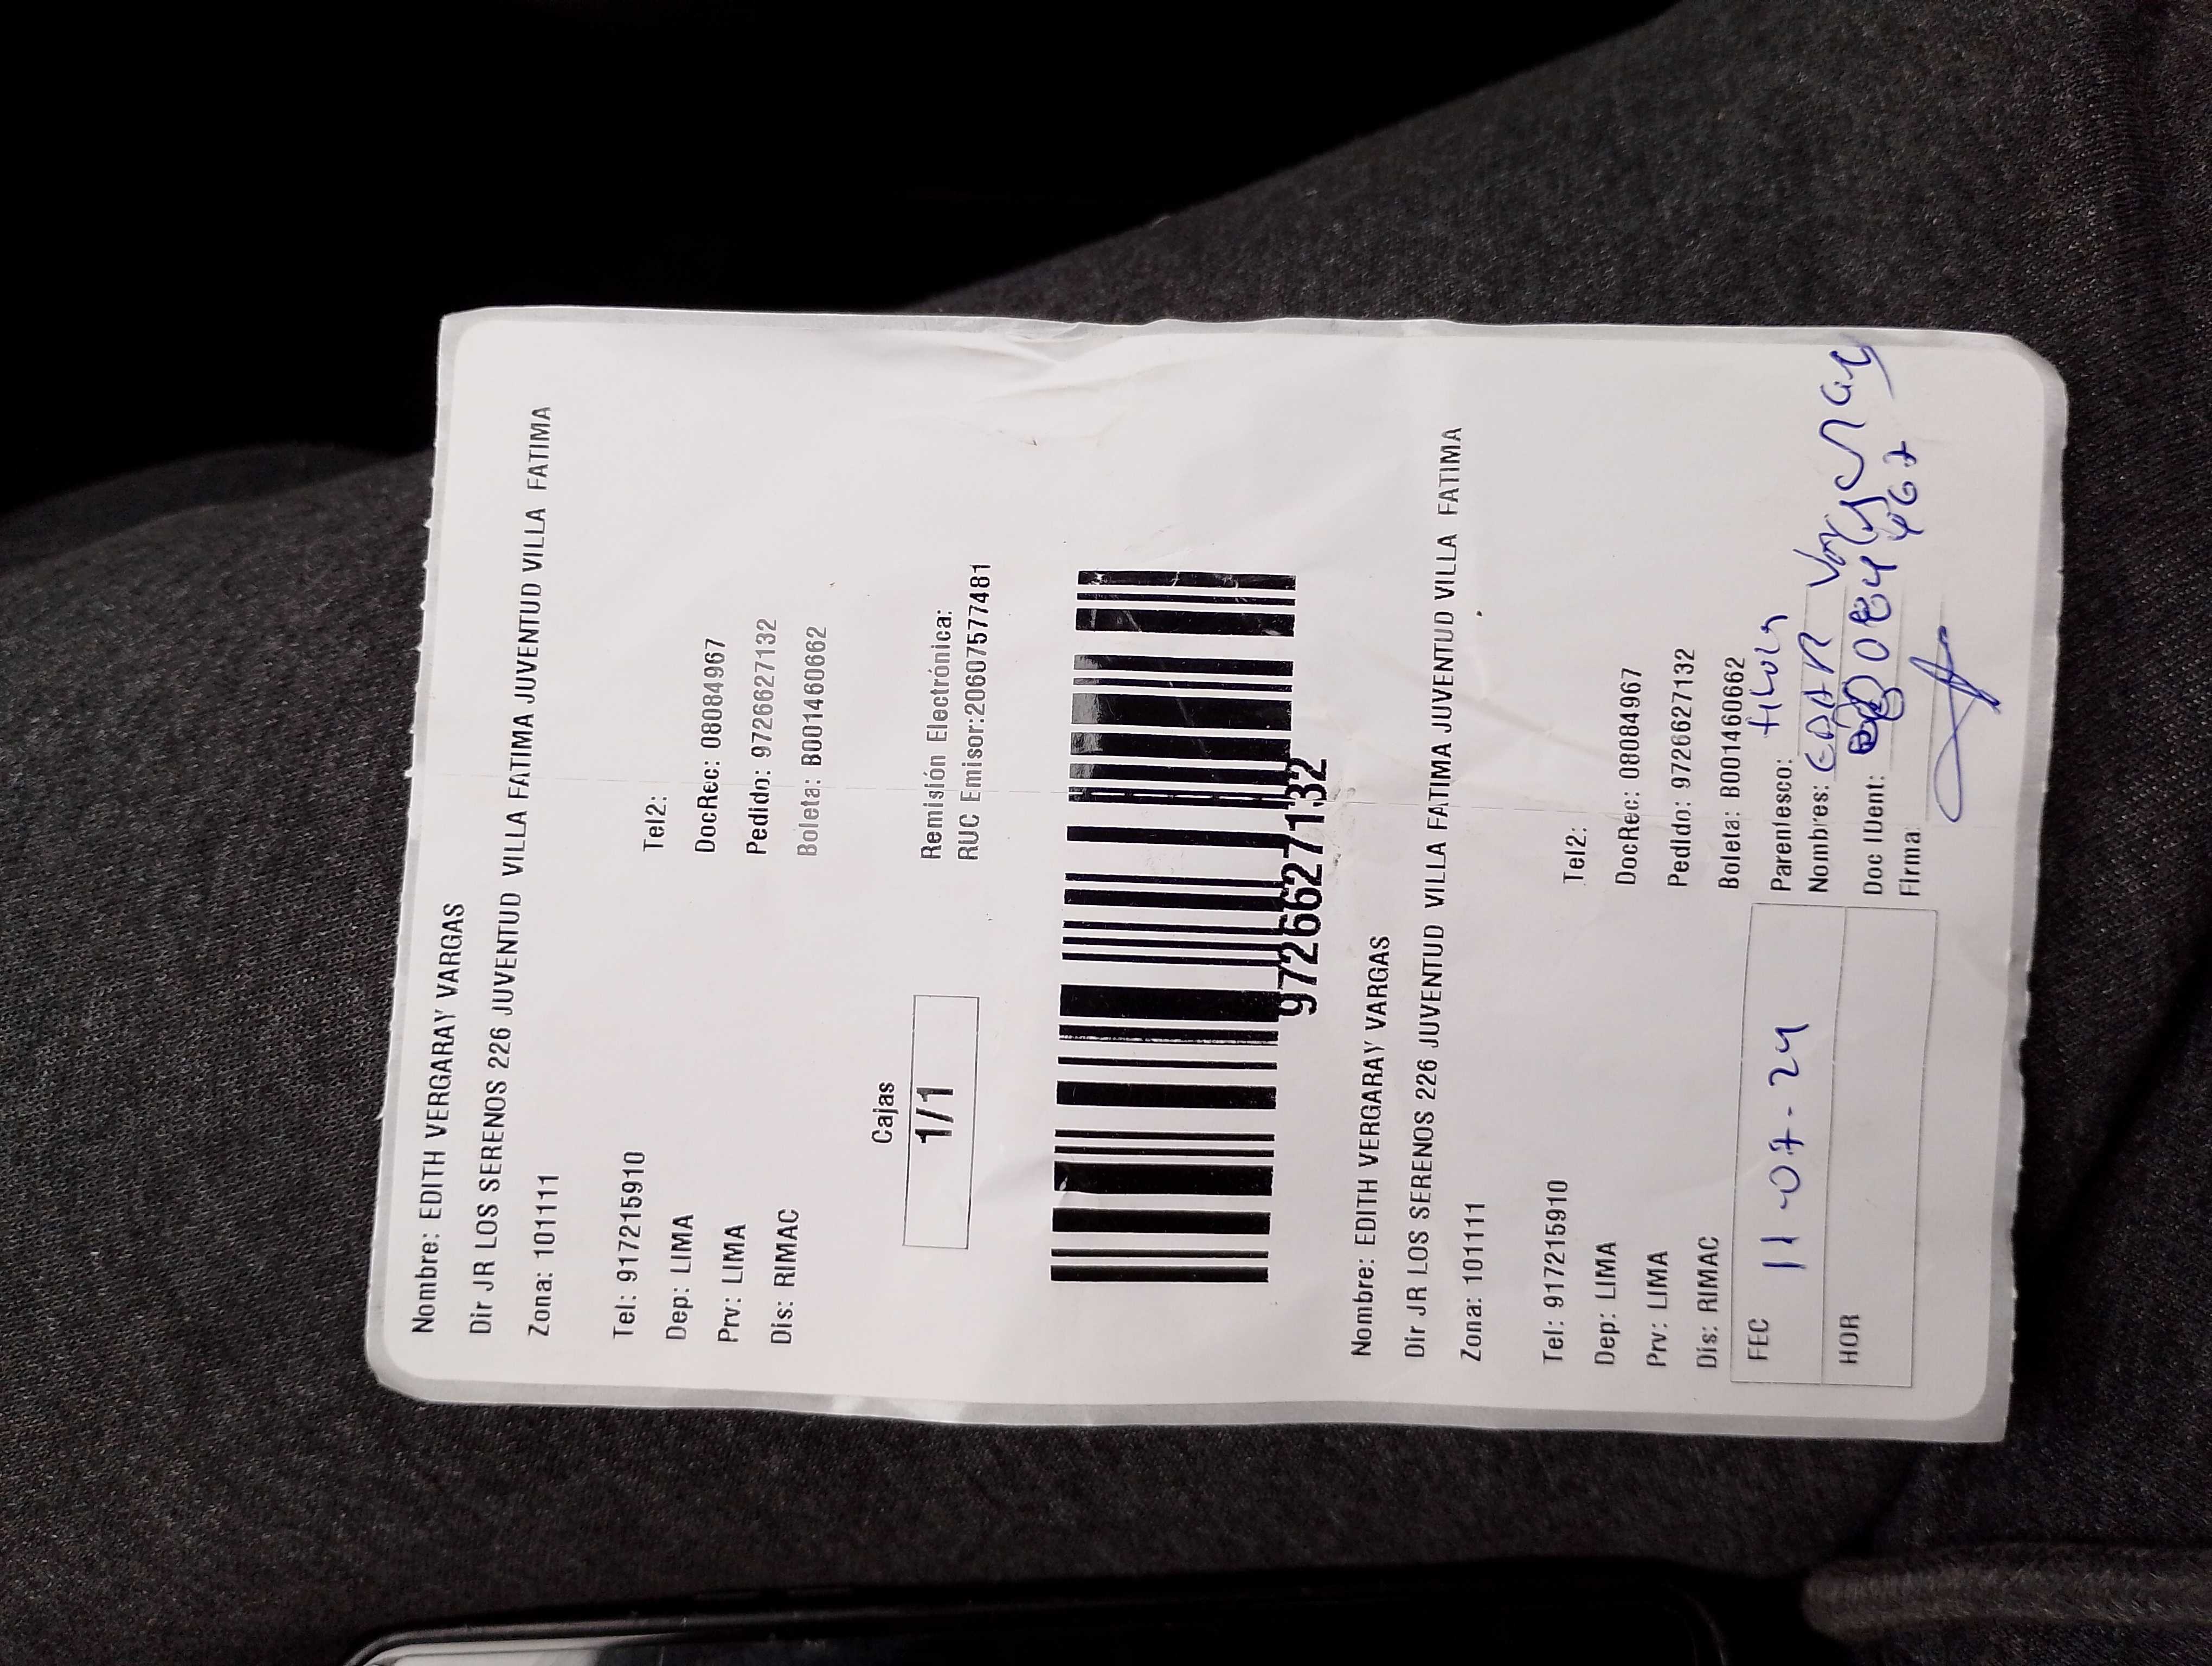 Nombre: EDITH VERGARAY VARGAS
Dir JR LOS SERENOS 226 JUVENTUD VILLA FATIMA JUVENTUD VILLA FATIMA
Zona: 101111
Tel: 917215910 Tel2:
Dep: LIMA DocRec: 08084967
Prv: LIMA Pedido: 9726627132
Dis: RIMAC Boleta: B001460662
Cajas
1/1
Remisión Electrónica:
RUC Emisor:20607577481
9726627132
Nombre: EDITH VERGARAY VARGAS
Dir JR LOS SERENOS 226 JUVENTUD VILLA FATIMA JUVENTUD VILLA FATIMA
Zona: 101111
Tel: 917215910 Tel2:
Dep: LIMA DocRec: 08084967
Prv: LIMA Pedido: 9726627132
Dis: RIMAC Boleta: B001460662
FEC 11-07-24
HOR
Parentesco:
Nombres:
Doc IDent:
Firma: